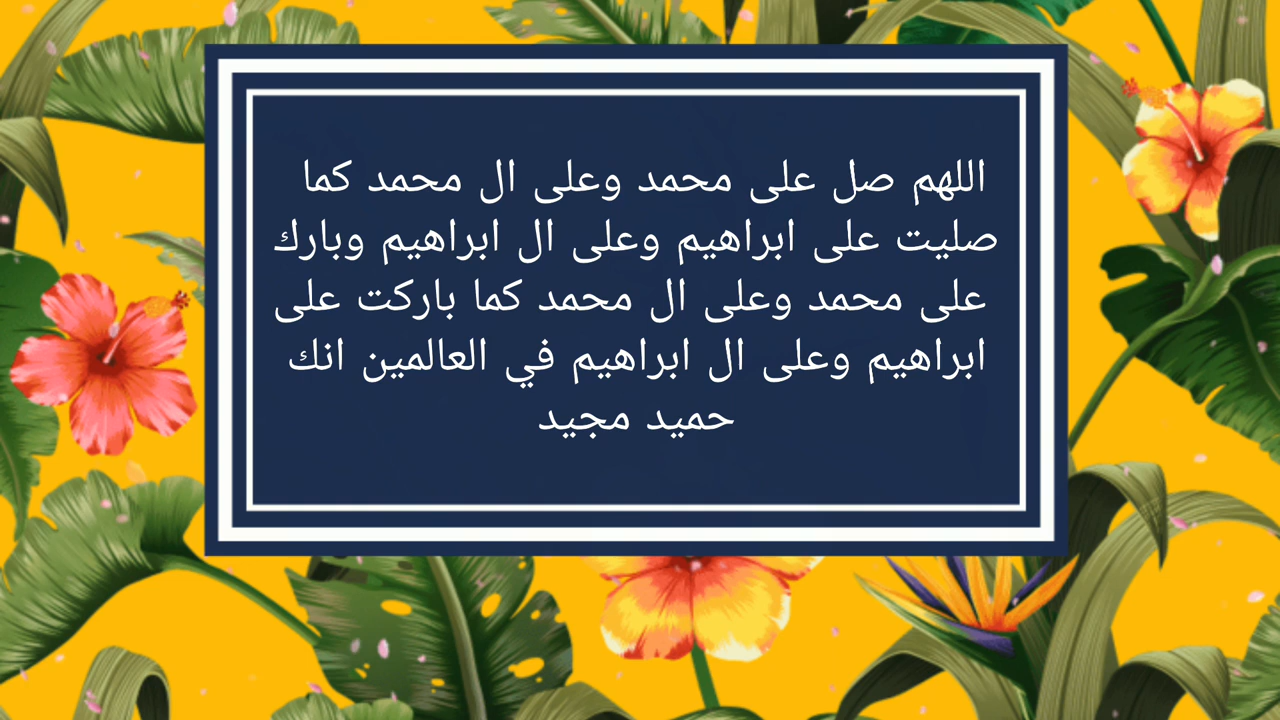 اللهم صل على محمد وعلى ال محمد كما
صليت على ابراهيم وعلى ال ابراهيم وبارك
على محمد وعلى ال محمد كما باركت على
ابراهيم وعلى ال ابراهيم في العالمين انك
حميد مجيد